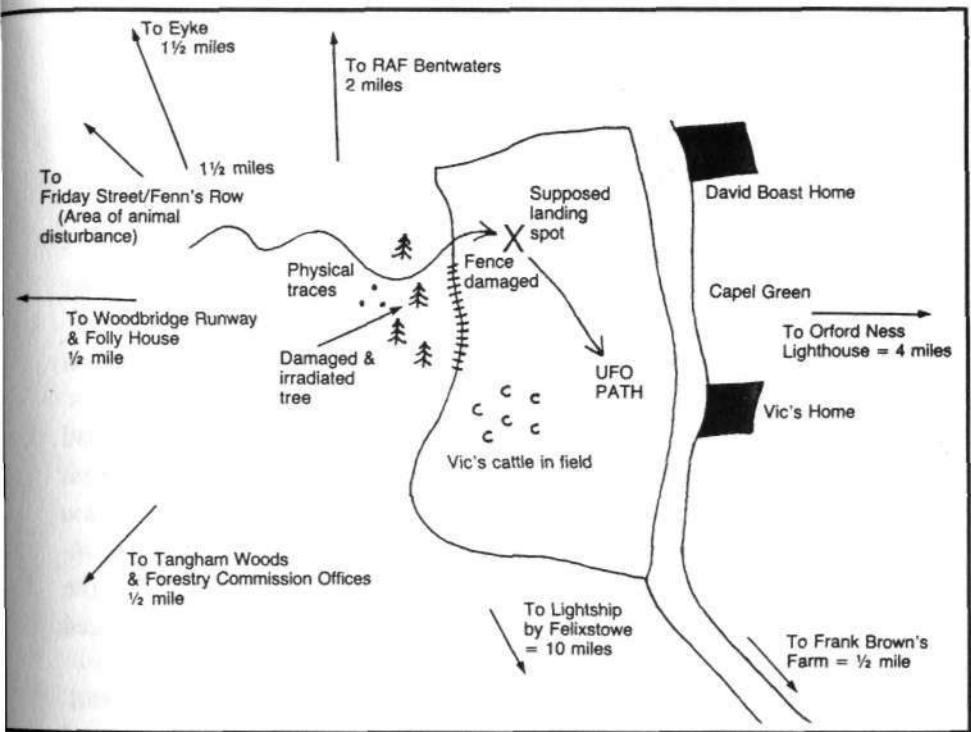 To Eyke
1½ miles
To RAF Bentwaters
2 miles
1½ miles
To
Friday Street/Fenn's Row
(Area of animal
disturbance)
Supposed
landing
spot
X
David Boast Home
Physical
traces
Fence
damaged
Capel Green
To Woodbridge Runway
& Folly House
½ mile
To Orford Ness
Lighthouse = 4 miles
Damaged &
irradiated
tree
UFO
PATH
Vic's Home
Vic's cattle in field
To Tangham Woods
& Forestry Commission Offices
½ mile
To Lightship
by Felixstowe
= 10 miles
To Frank Brown's
Farm = ½ mile